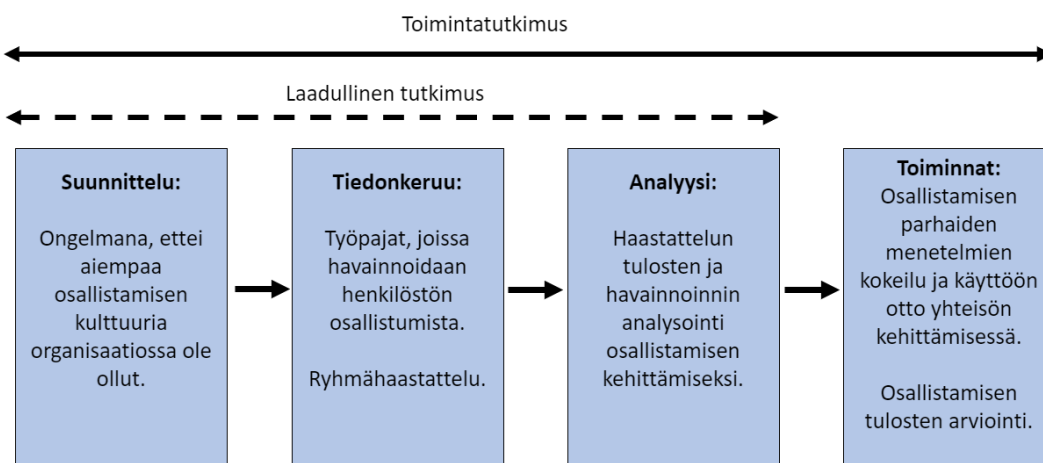 Toimintatutkimus
Laadullinen tutkimus
Suunnittelu:
Ongelmana, ettei
aiempaa
osallistamisen
kulttuuria
organisaatiossa ole
ollut.
Tiedonkeruu:
Työpajat, joissa
havainnoidaan
henkilöstön
osallistumista.
Ryhmähaastattelu.
Analyysi:
Haastattelun
tulosten ja
havainnoinnin
analysointi
osallistamisen
kehittämiseksi.
Toiminnat:
Osallistamisen
parhaiden
menetelmien
kokeilu ja käyttöön
otto yhteisön
kehittämisessä.
Osallistamisen
tulosten arviointi.